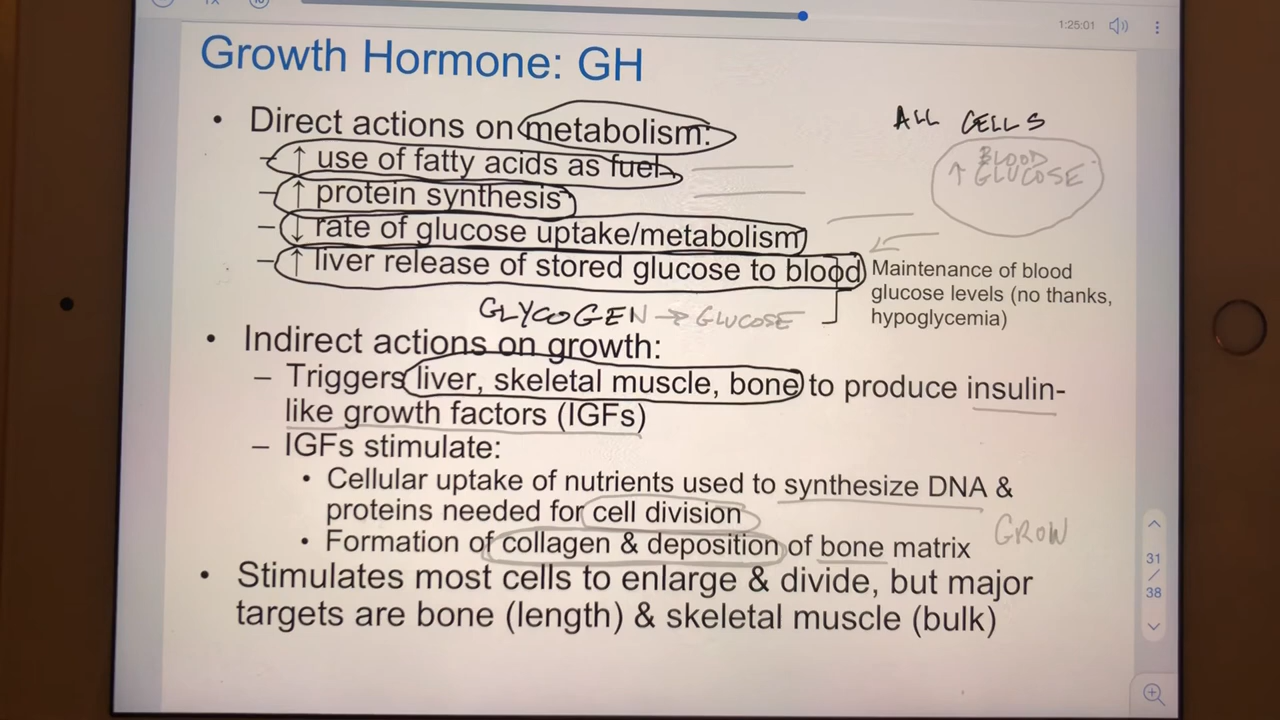 1:25:01
Growth Hormone: GH
• Direct actions on metabolism:
ALL CELLS
– ↑ use of fatty acids as fuel
BLOOD
↑ GLUCOSE
– ↑ protein synthesis
– ↓ rate of glucose uptake/metabolism
– ↑ liver release of stored glucose to blood
Maintenance of blood
glucose levels (no thanks,
hypoglycemia)
GLYCOGEN → GLUCOSE
• Indirect actions on growth:
– Triggers liver, skeletal muscle, bone to produce insulin-
like growth factors (IGFs)
– IGFs stimulate:
• Cellular uptake of nutrients used to synthesize DNA &
proteins needed for cell division
GROW
• Formation of collagen & deposition of bone matrix
• Stimulates most cells to enlarge & divide, but major
targets are bone (length) & skeletal muscle (bulk)
31
/
38